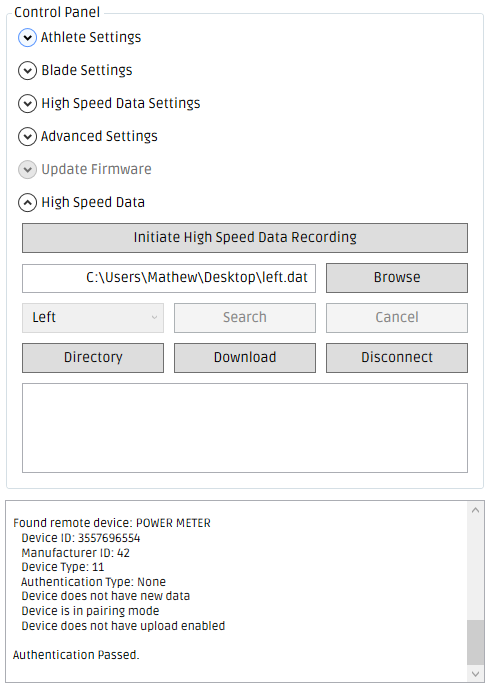 Control Panel
Athlete Settings
Blade Settings
High Speed Data Settings
Advanced Settings
Update Firmware
High Speed Data
Initiate High Speed Data Recording
C:\Users\Mathew\Desktop\left.dat Browse
Left Search Cancel
Directory Download Disconnect
Found remote device: POWER METER
Device ID: 3557696554
Manufacturer ID: 42
Device Type: 11
Authentication Type: None
Device does not have new data
Device is in pairing mode
Device does not have upload enabled
Authentication Passed.